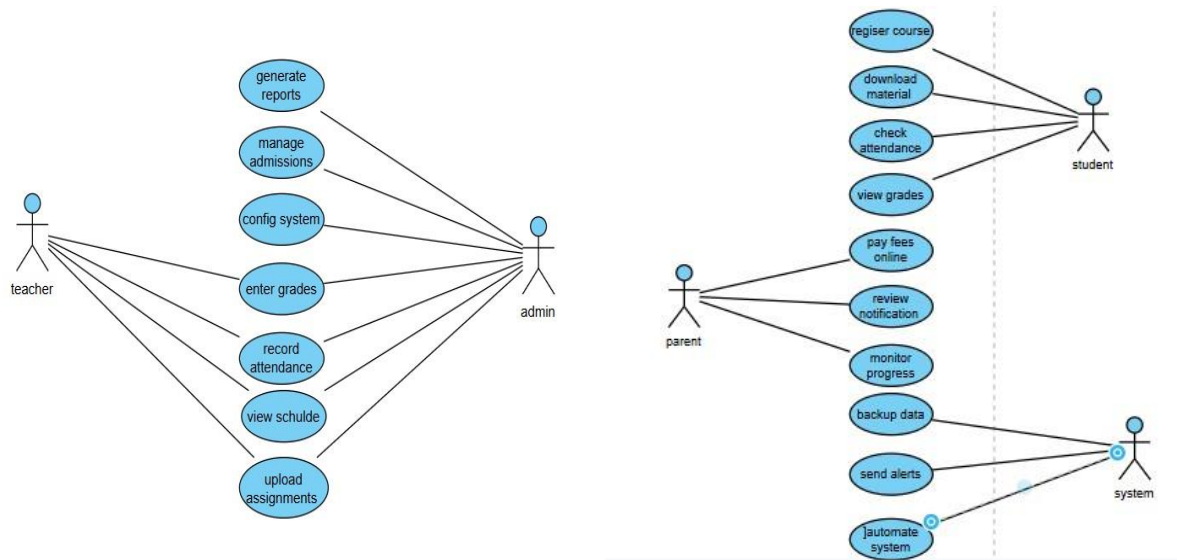 generate
reports
manage
admissions
config system
teacher
enter grades
admin
record
attendance
view schulde
upload
assignments
regiser course
download
material
check
attendance
student
view grades
pay fees
online
review
notification
parent
monitor
progress
backup data
send alerts
system
]automate
system